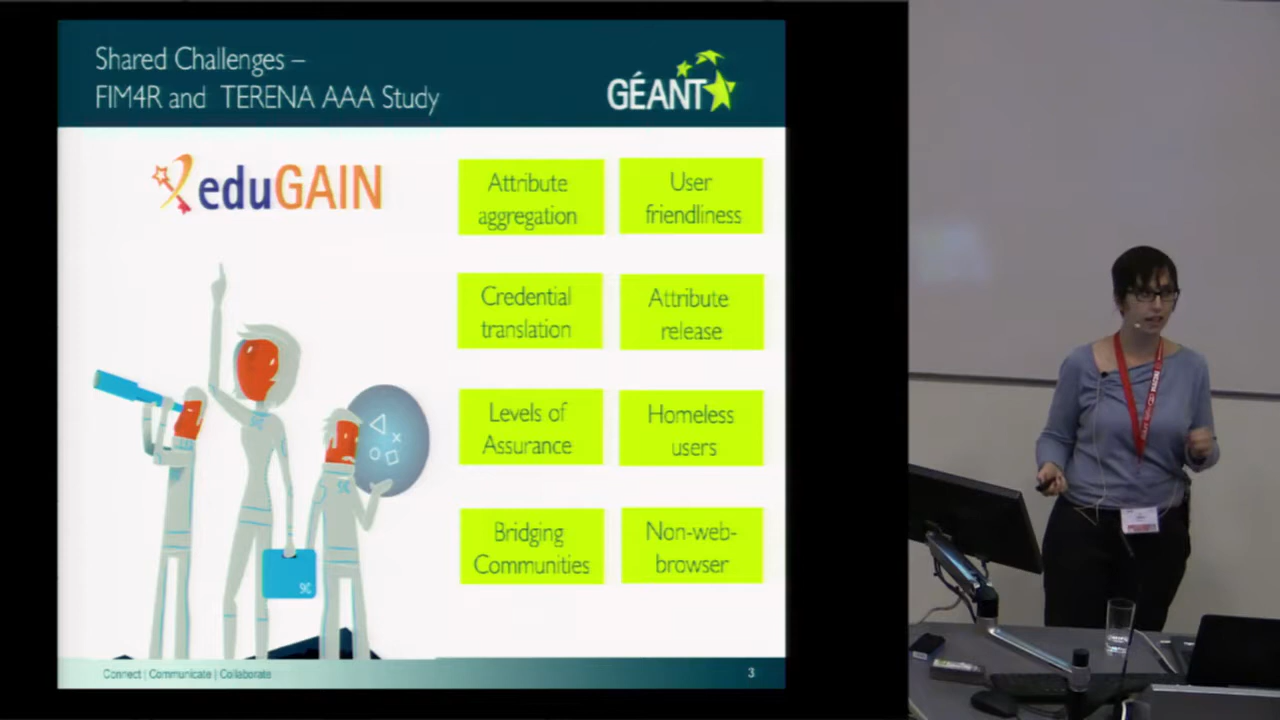 Shared Challenges –
FIM4R and TERENA AAA Study
GÉANT
eduGAIN
Attribute
aggregation
User
friendliness
Credential
translation
Attribute
release
Levels of
Assurance
Homeless
users
Bridging
Communities
Non-web-
browser
Connect | Communicate | Collaborate
3